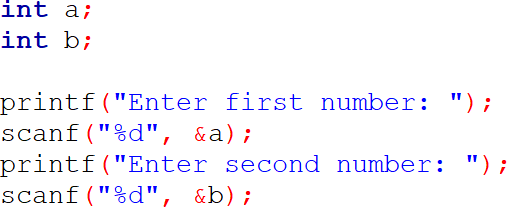 int a;
int b;
printf("Enter first number: ");
scanf("%d", &a);
printf("Enter second number: ");
scanf("%d", &b);